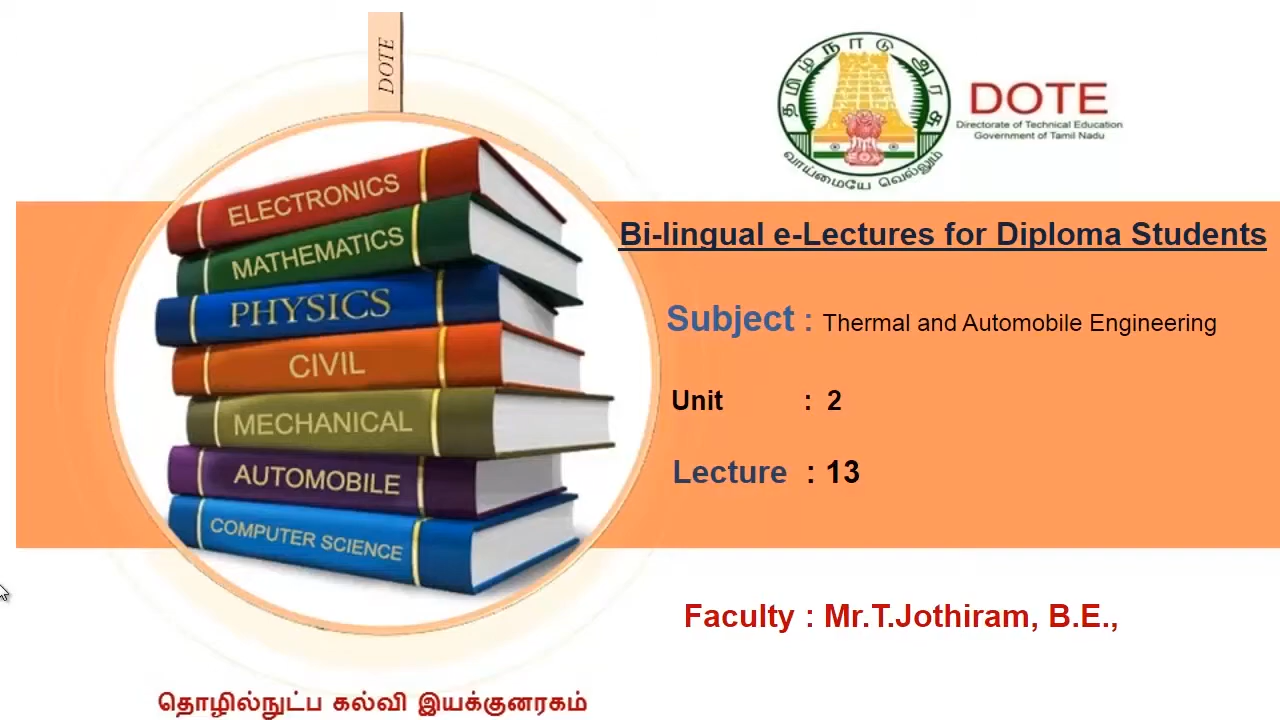 DOTE
தமிழ்நாடு அரசு
வாய்மையே வெல்லும்
DOTE
Directorate of Technical Education
Government of Tamil Nadu
ELECTRONICS
MATHEMATICS
PHYSICS
CIVIL
MECHANICAL
AUTOMOBILE
COMPUTER SCIENCE
Bi-lingual e-Lectures for Diploma Students
Subject : Thermal and Automobile Engineering
Unit : 2
Lecture : 13
Faculty : Mr.T.Jothiram, B.E.,
தொழில்நுட்ப கல்வி இயக்குனரகம்